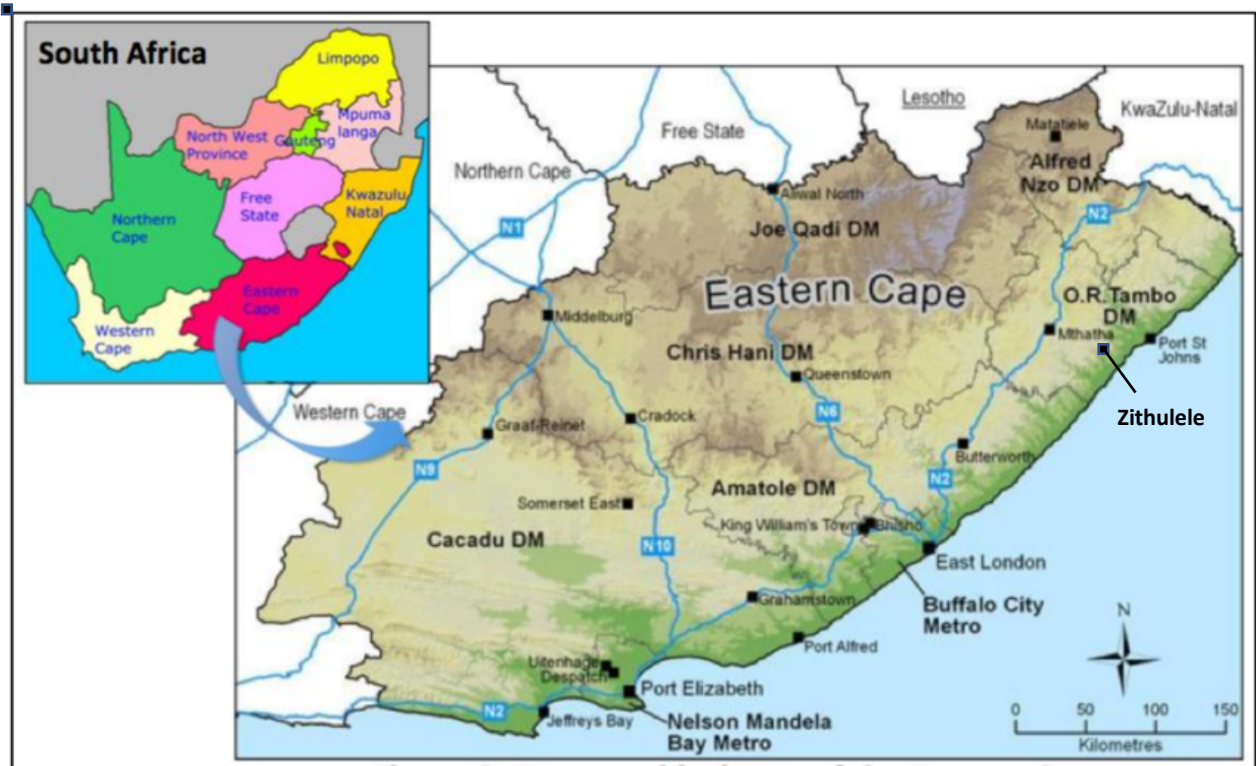 South Africa
Limpopo
Mpuma
langa
North West
Province
Gauteng
Free
State
Kwazulu
Natal
Northern
Cape
Eastern
Cape
Western
Cape
Lesotho
KwaZulu-Natal
Free State
Northern Cape
Matatiele
Alfred
Nzo DM
Aliwal North
N2
N1
Joe Qadi DM
Eastern Cape
O.R.Tambo
DM
Middelburg
Mthatha
Port St
Johns
Chris Hani DM
Queenstown
Zithulele
Western Cape
Graaf-Reinet
Cradock
N6
Butterworth
N9
N2
Amatole DM
Somerset East
King William's Town
Bhisho
Cacadu DM
N10
East London
Grahamstown
Buffalo City
Metro
N
Port Alfred
Uitenhage
Despatch
Port Elizabeth
N2
Jeffreys Bay
Nelson Mandela
Bay Metro
0 50 100 150
Kilometres